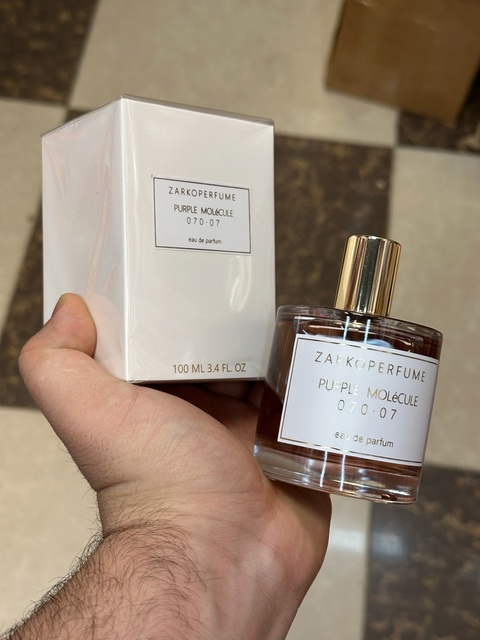 ZARKOPERFUME
PURPLE MOLéCULE
070·07
eau de parfum
100 ML 3.4 FL. OZ
ZARKOPERFUME
PURPLE MOLéCULE
070·07
eau de parfum